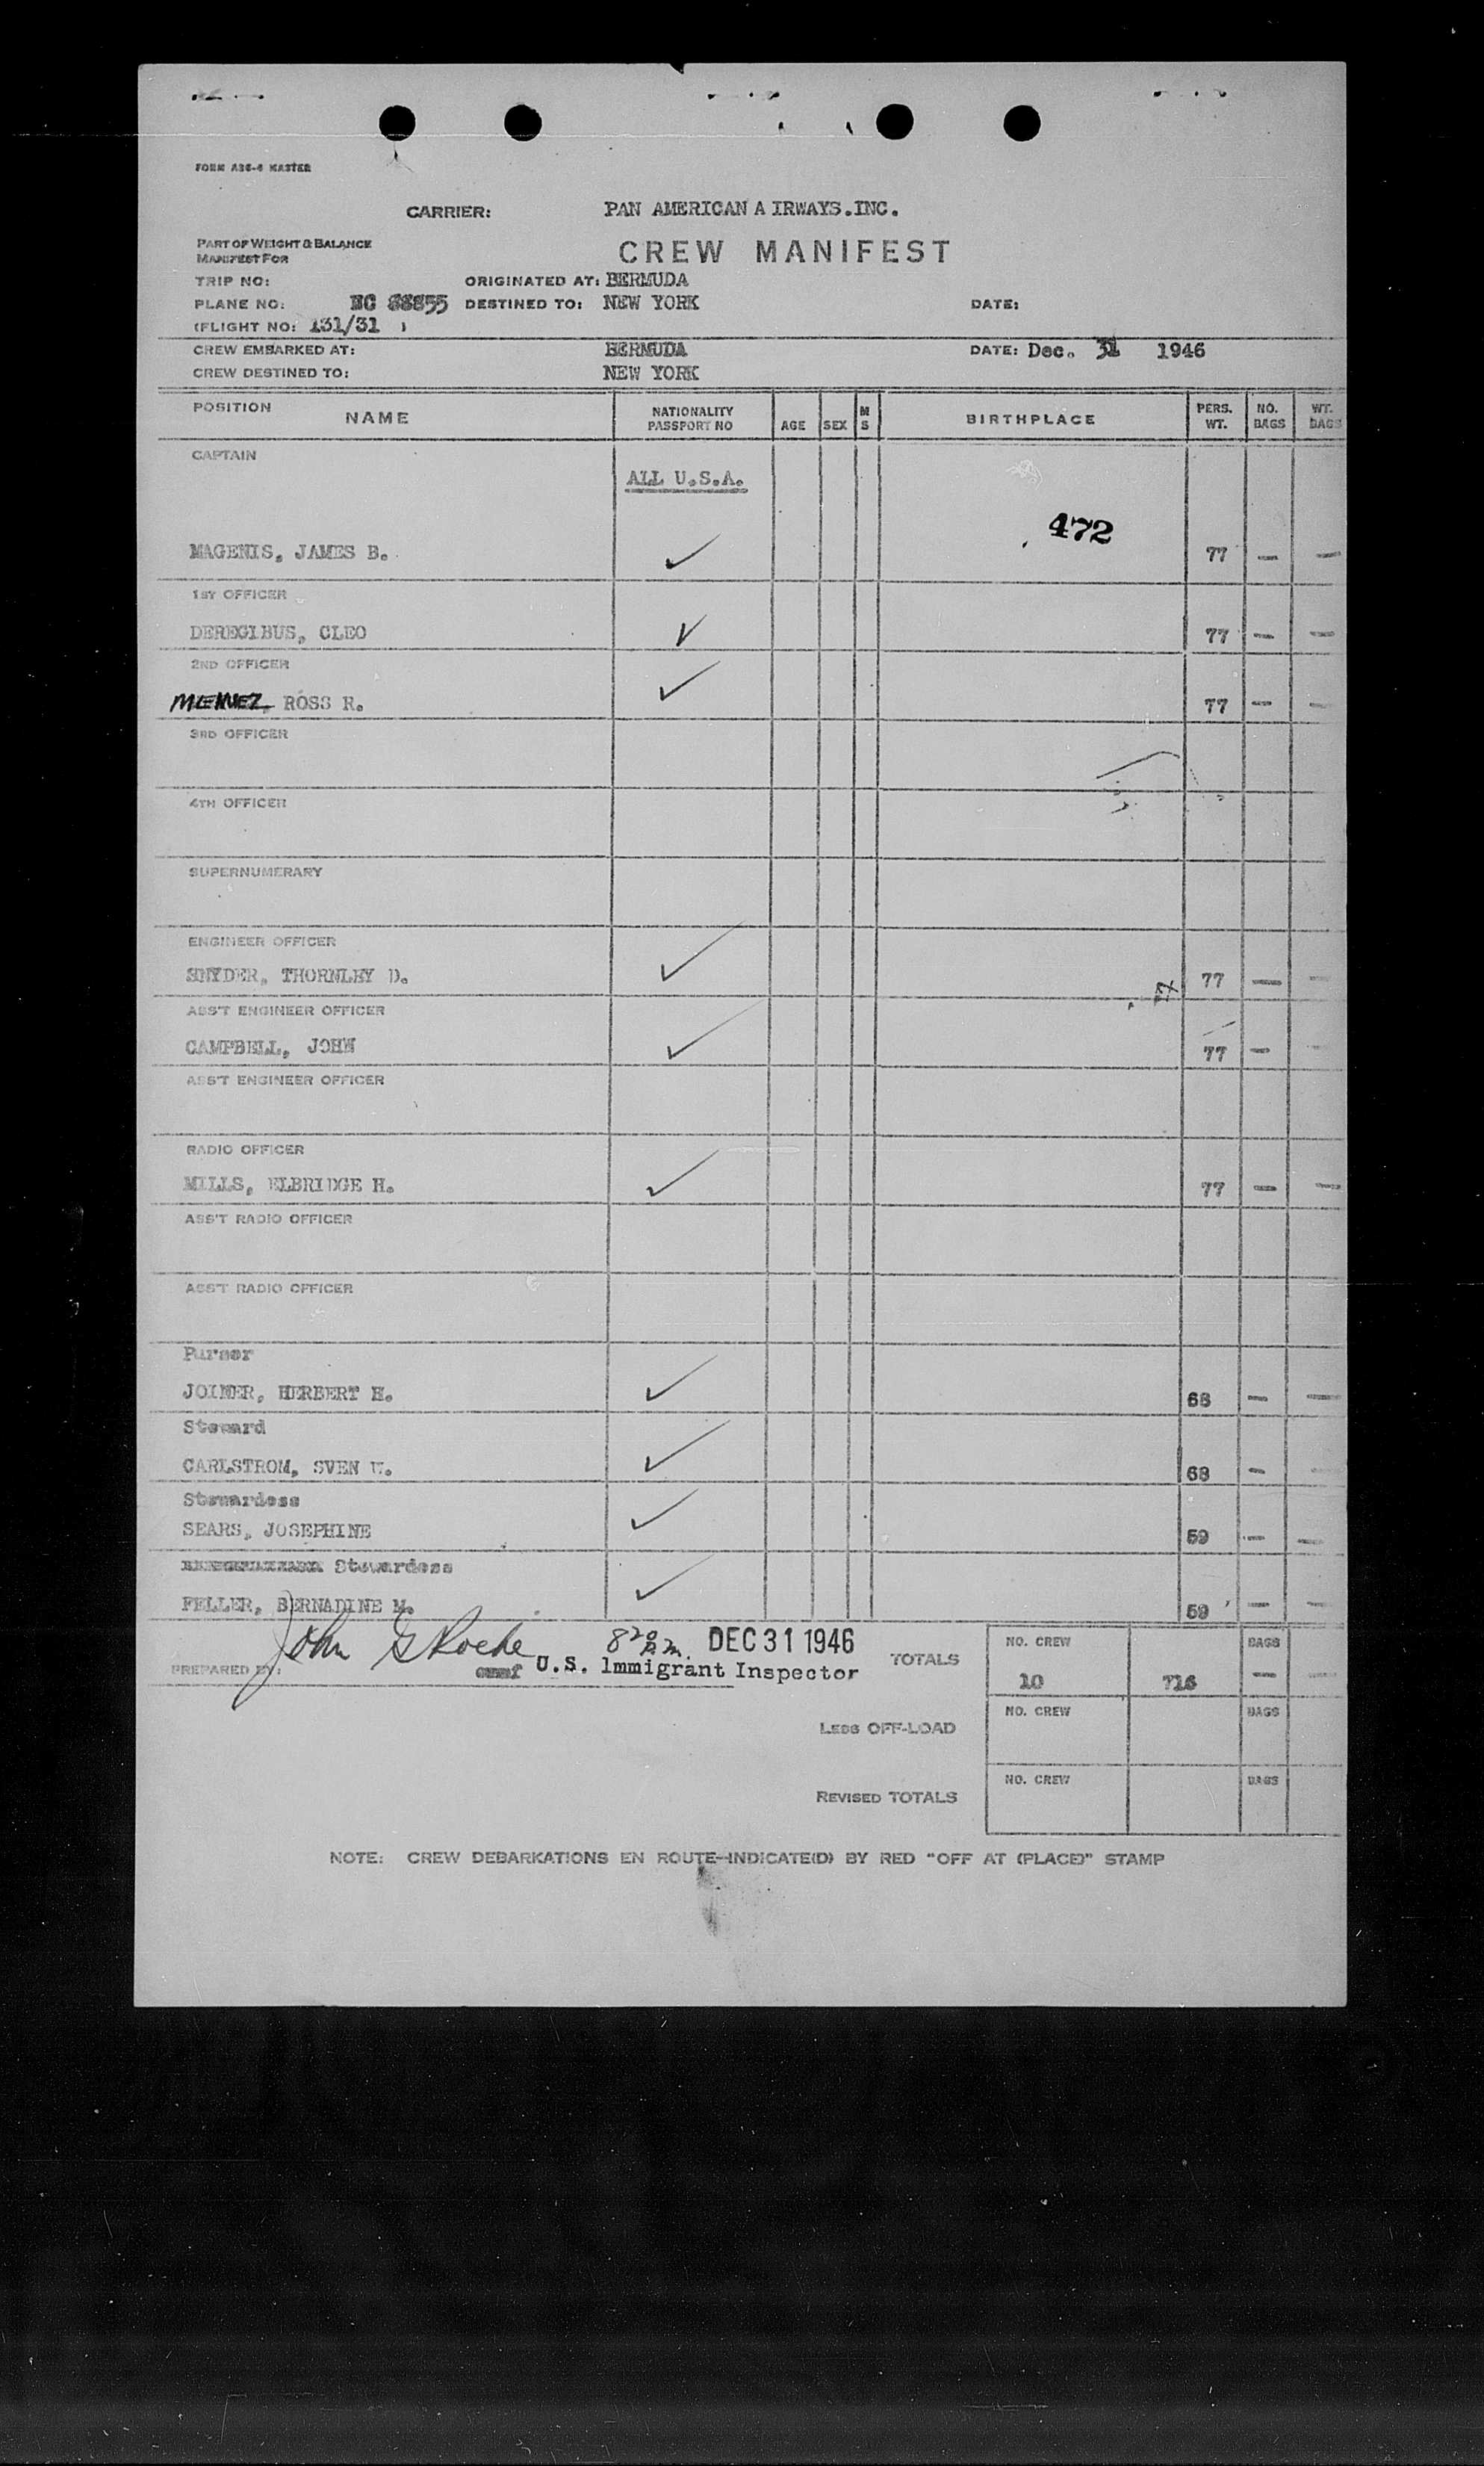 FORM A36-4 MASTER
CARRIER: PAN AMERICAN A IRWAYS.INC.
PART OF WEIGHT & BALANCE
MANIFEST FOR
CREW MANIFEST
TRIP NO: ORIGINATED AT: BERMUDA
PLANE NO: NC 88855 DESTINED TO: NEW YORK DATE:
(FLIGHT NO: 131/31 )
CREW EMBARKED AT: BERMUDA DATE: Dec. 31 1946
CREW DESTINED TO: NEW YORK
POSITION NAME NATIONALITY PASSPORT NO AGE SEX M S BIRTHPLACE PERS. WT. NO. BAGS WT. BAGS
CAPTAIN
ALL U.S.A.
472
MAGENIS, JAMES B. ✓ 77 — —
1ST OFFICER
DEREGIBUS, CLEO ✓ 77 — —
2ND OFFICER
ROSS R. ✓ 77 — —
3RD OFFICER
4TH OFFICER
SUPERNUMERARY
ENGINEER OFFICER
SNYDER, THORNLEY D. ✓ 77 — —
ASS'T ENGINEER OFFICER
CAMPBELL, JOHN ✓ 77 — —
ASS'T ENGINEER OFFICER
RADIO OFFICER
MILLS, ELBRIDGE H. ✓ 77 — —
ASS'T RADIO OFFICER
ASS'T RADIO OFFICER
Purser
JOINER, HERBERT H. ✓ 68 — —
Steward
CARLSTROM, SVEN W. ✓ 68 — —
Stewardess
SEARS, JOSEPHINE ✓ 59 — —
Stewardess
FELLER, BERNADINE M. ✓ 59 — —
John G Roche 820 am. DEC 31 1946
PREPARED BY: U.S. Immigrant Inspector
TOTALS NO. CREW 10 716 BAGS — —
LESS OFF-LOAD NO. CREW BAGS
REVISED TOTALS NO. CREW BAGS
NOTE: CREW DEBARKATIONS EN ROUTE—INDICATE(D) BY RED "OFF AT (PLACE)" STAMP